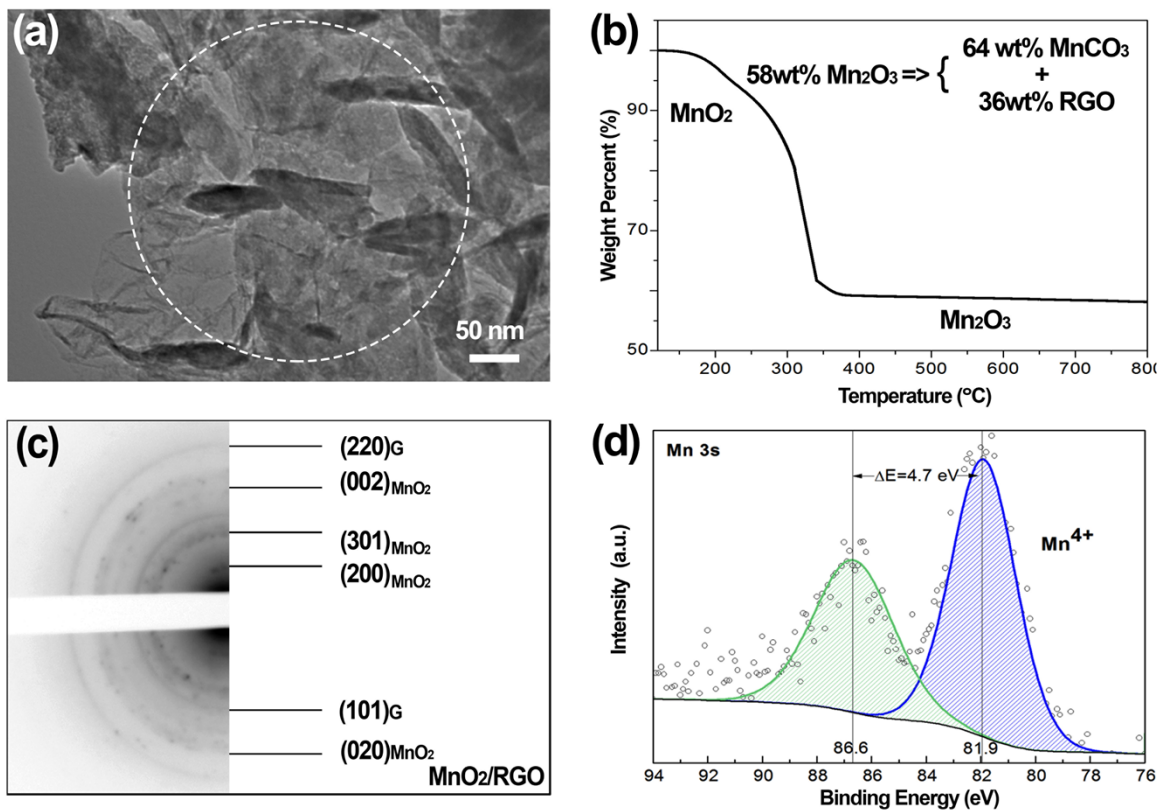 (a)
50 nm
(b)
58wt% Mn₂O₃ => { 64 wt% MnCO₃ + 36wt% RGO
MnO₂
Mn₂O₃
Weight Percent (%)
90
70
50
200 300 400 500 600 700 800
Temperature (°C)
(c)
(220)G
(002)MnO₂
(301)MnO₂
(200)MnO₂
(101)G
(020)MnO₂
MnO₂/RGO
(d)
Mn 3s
ΔE=4.7 eV
Mn⁴⁺
Intensity (a.u.)
86.6 81.9
94 92 90 88 86 84 82 80 78 76
Binding Energy (eV)